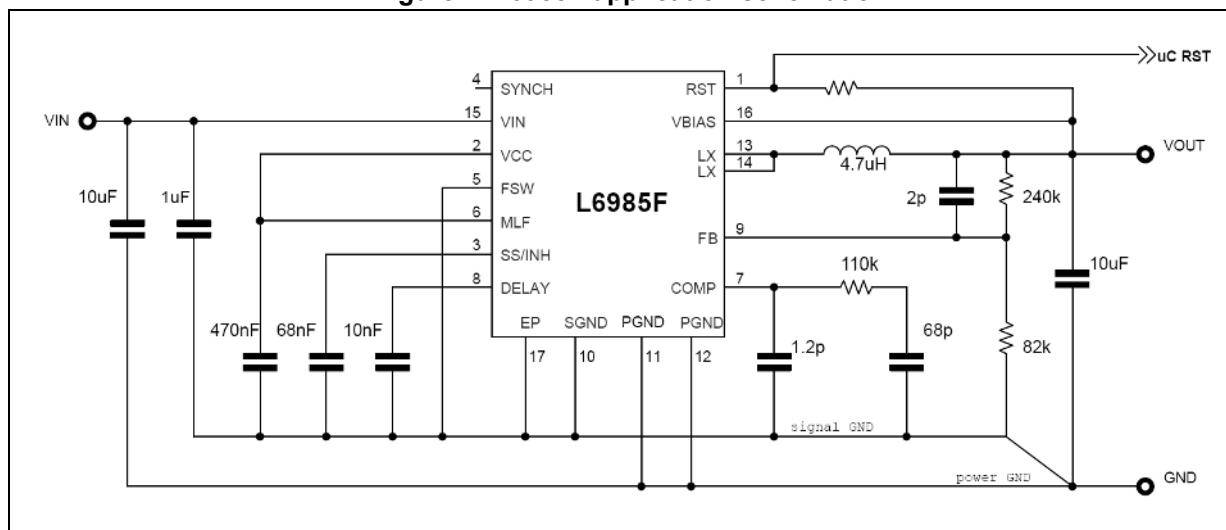 application schematic
uC RST
4
SYNCH
RST
1
VIN
15
VIN
VBIAS
16
2
VCC
LX
13
LX
14
4.7uH
VOUT
5
FSW
10uF
1uF
L6985F
2p
240k
6
MLF
FB
9
3
SS/INH
110k
10uF
8
DELAY
COMP
7
EP
SGND
PGND
PGND
470nF
68nF
10nF
17
10
11
12
1.2p
68p
82k
signal GND
power GND
GND